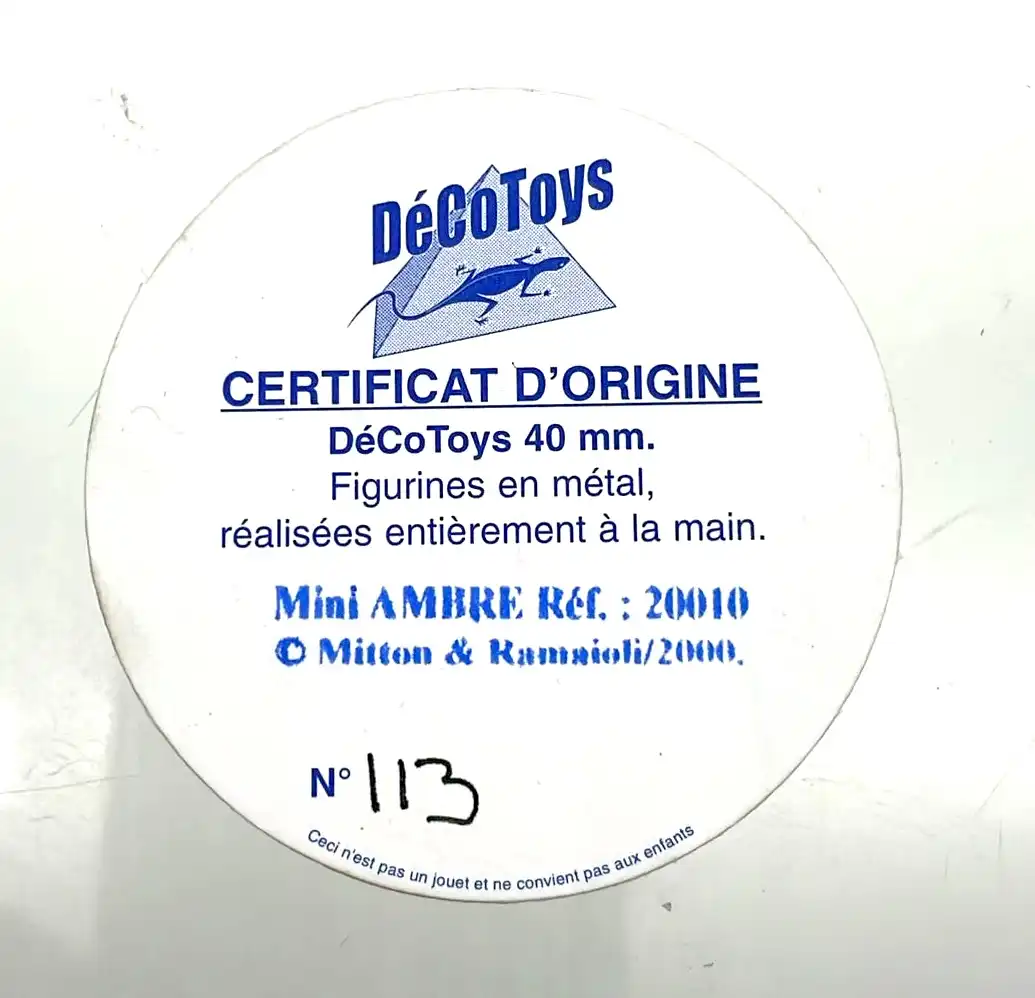 DéCoToys
CERTIFICAT D'ORIGINE
DéCoToys 40 mm.
Figurines en métal,
réalisées entièrement à la main.
Mini AMBRE Réf. : 20010
© Mitton & Ramaioli/2000.
N° 113
Ceci n'est pas un jouet et ne convient pas aux enfants